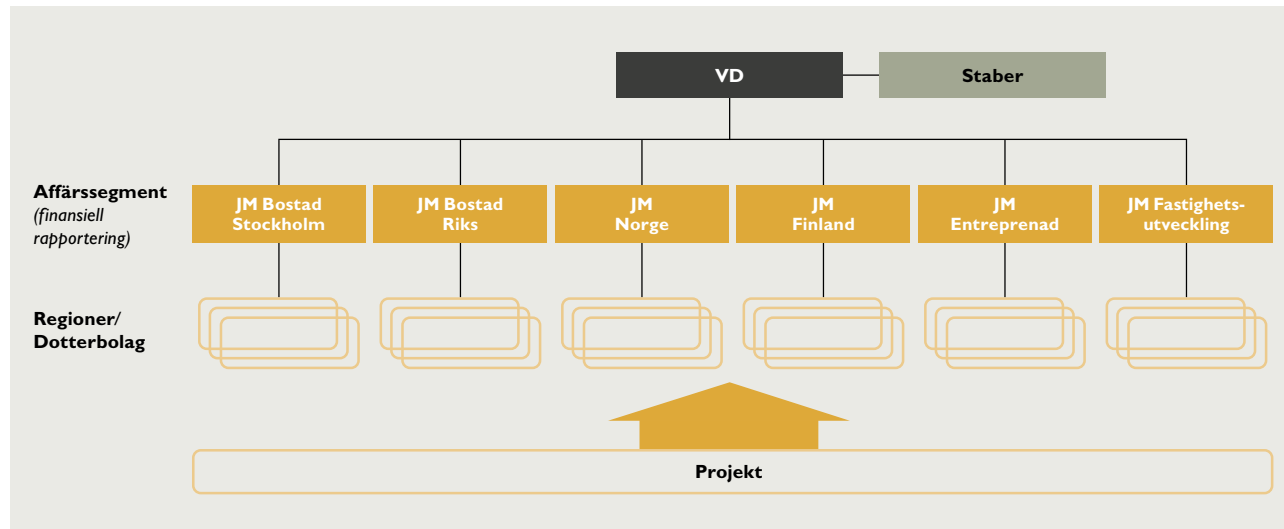 VD
Staber
Affärssegment
(finansiell
rapportering)
JM Bostad
Stockholm
JM Bostad
Riks
JM
Norge
JM
Finland
JM
Entreprenad
JM Fastighets-
utveckling
Regioner/
Dotterbolag
Projekt